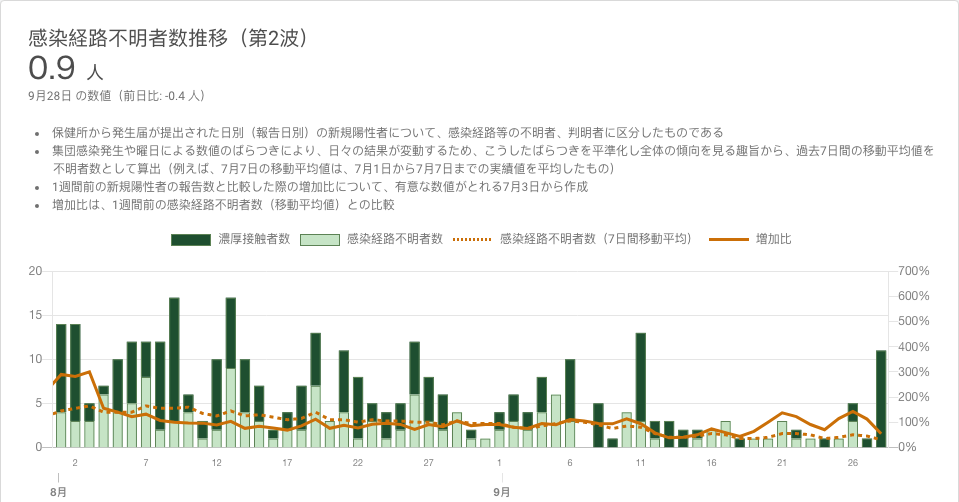 感染経路不明者数推移（第2波）
0.9 人
9月28日 の数値（前日比: -0.4 人）
• 保健所から発生届が提出された日別（報告日別）の新規陽性者について、感染経路等の不明者、判明者に区分したものである
• 集団感染発生や曜日による数値のばらつきにより、日々の結果が変動するため、こうしたばらつきを平準化し全体の傾向を見る趣旨から、過去7日間の移動平均値を
不明者数として算出（例えば、7月7日の移動平均値は、7月1日から7月7日までの実績値を平均したもの）
• 1週間前の新規陽性者の報告数と比較した際の増加比について、有意な数値がとれる7月3日から作成
• 増加比は、1週間前の感染経路不明者数（移動平均値）との比較
濃厚接触者数 感染経路不明者数 感染経路不明者数（7日間移動平均） 増加比
20 700%
600%
15 500%
400%
10 300%
200%
5 100%
0 0%
2 7 12 17 22 27 1 6 11 16 21 26
8月 9月